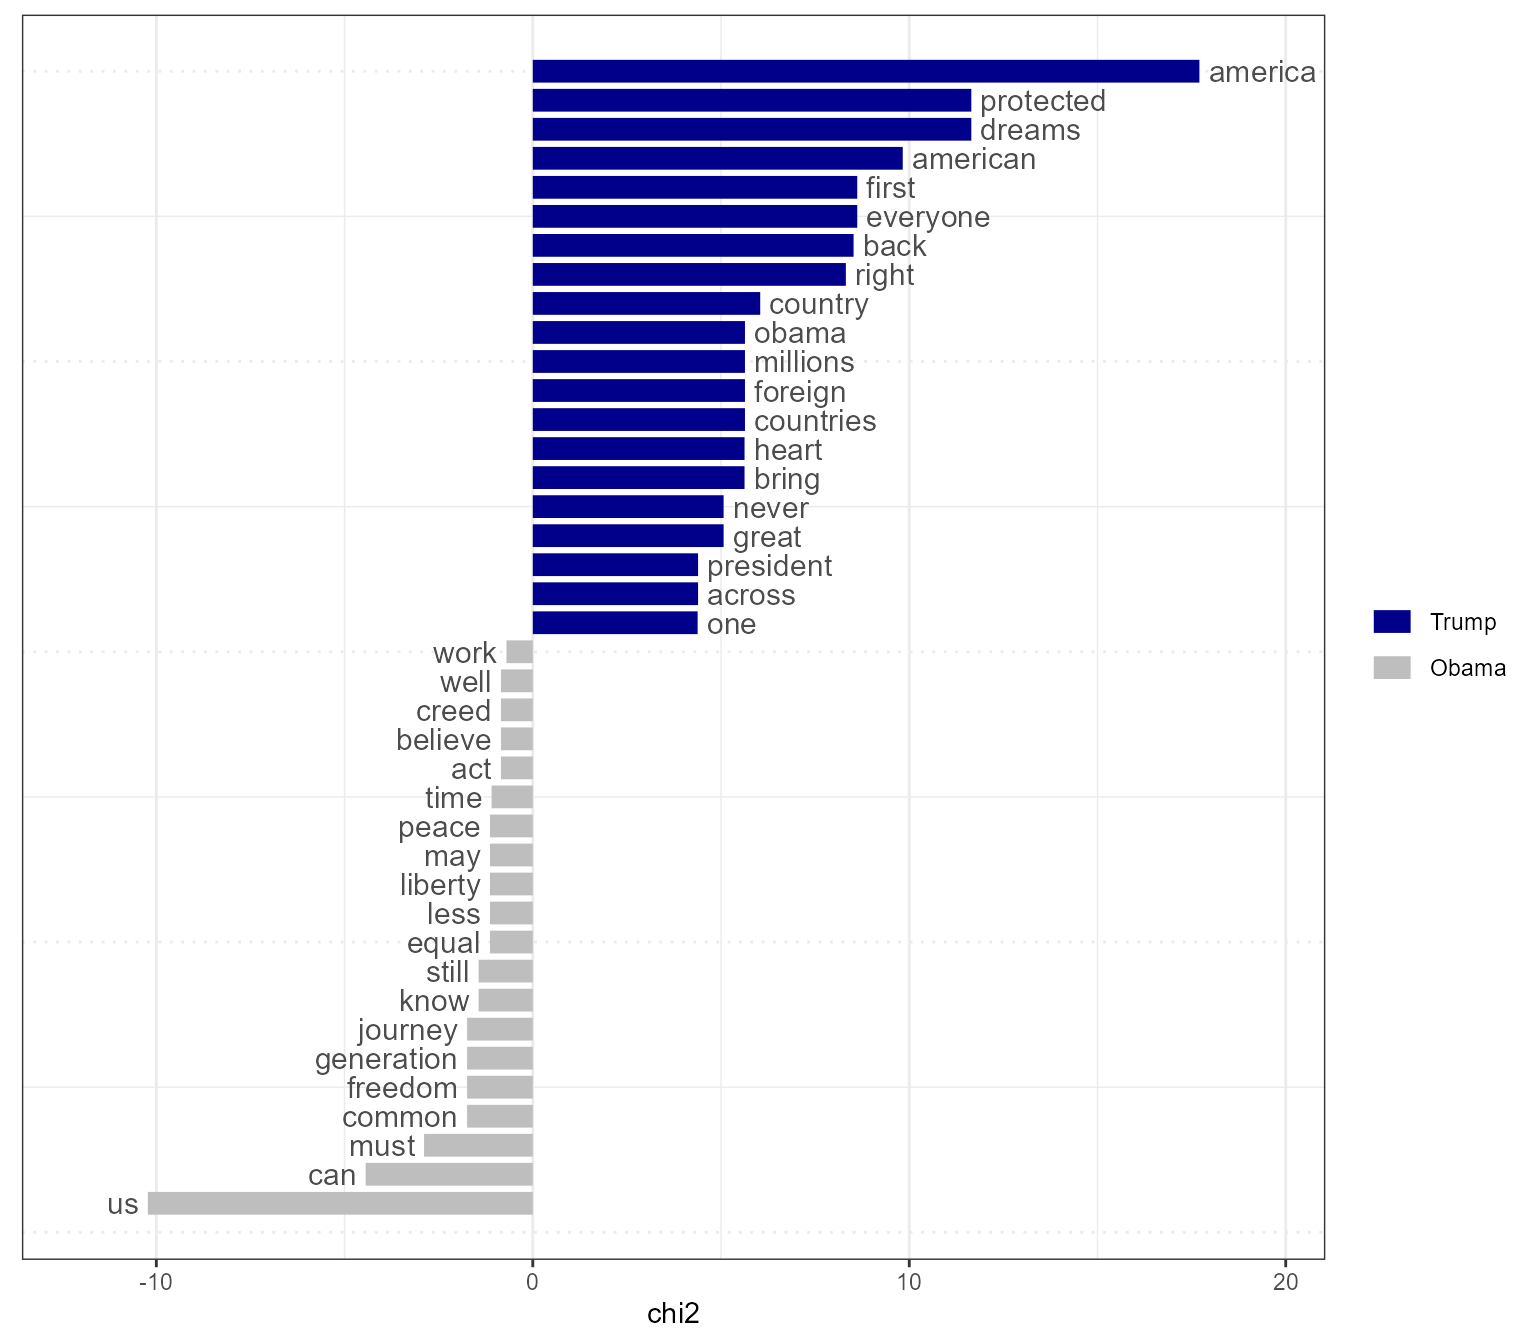 america
protected
dreams
american
first
everyone
back
right
country
obama
millions
foreign
countries
heart
bring
never
great
president
across
one
work
well
creed
believe
act
time
peace
may
liberty
less
equal
still
know
journey
generation
freedom
common
must
can
us
-10 0 10 20
chi2
Trump
Obama